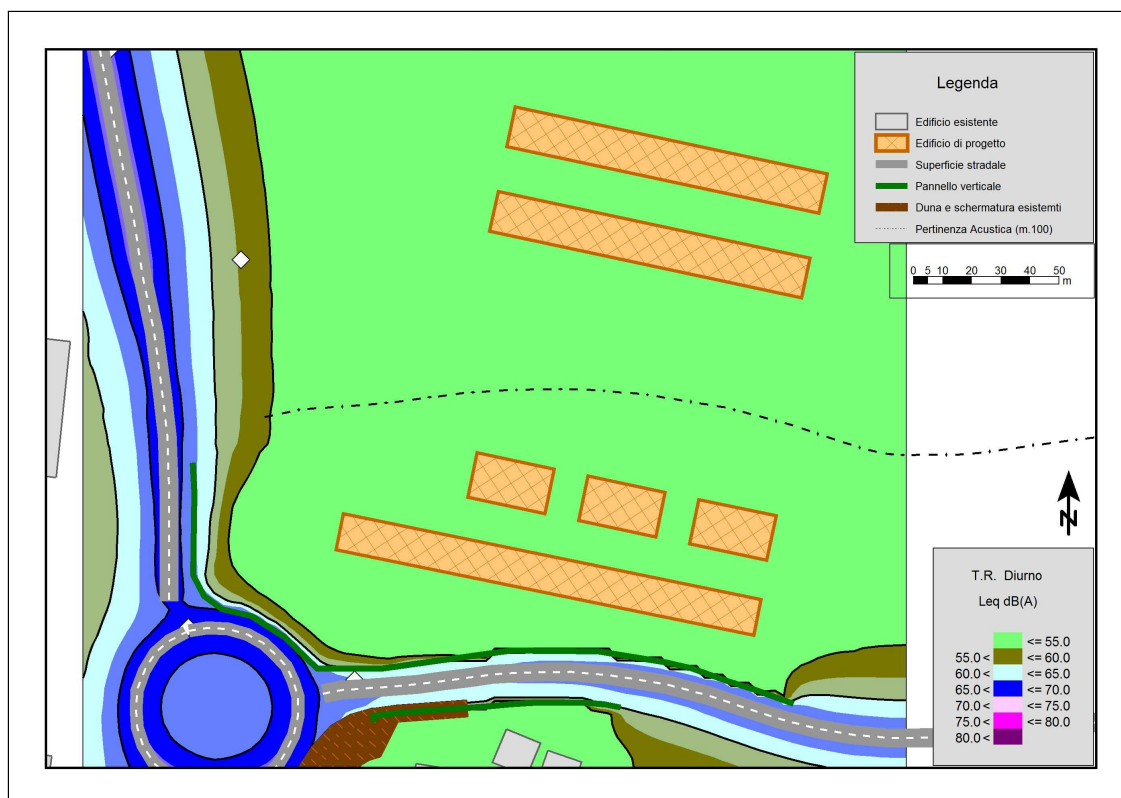 Legenda
Edificio esistente
Edificio di progetto
Superficie stradale
Pannello verticale
Duna e schermatura esistemti
Pertinenza Acustica (m.100)
0 5 10 20 30 40 50
m
N
T.R. Diurno
Leq dB(A)
<= 55.0
55.0 < <= 60.0
60.0 < <= 65.0
65.0 < <= 70.0
70.0 < <= 75.0
75.0 < <= 80.0
80.0 <